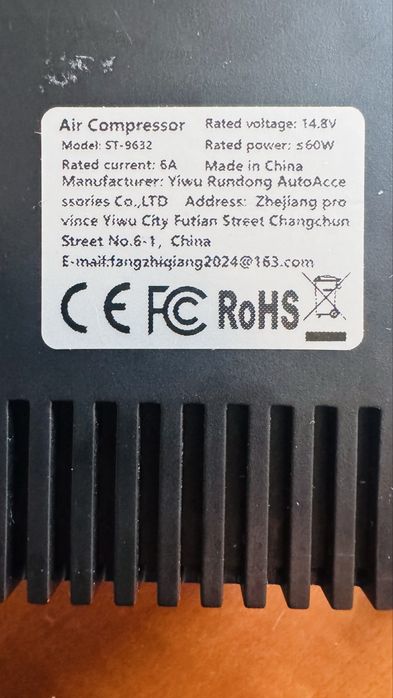 Air Compressor Rated voltage: 14.8V
Model: ST-9632 Rated power: ≤60W
Rated current: 6A Made in China
Manufacturer: Yiwu Rundong AutoAcce
ssories Co.,LTD Address: Zhejiang pro
vince Yiwu City Futian Street Changchun
Street No.6-1, China
E-mail:fangzhiqiang2024@163.com
CE FC RoHS